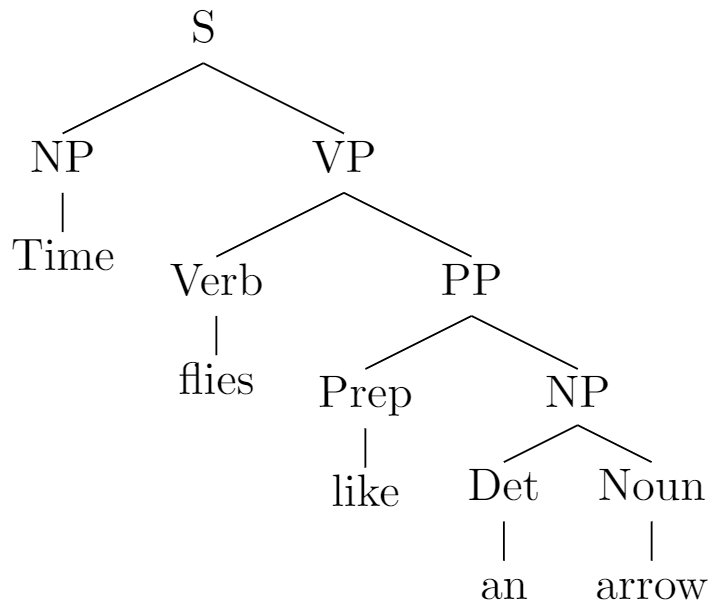 S
NP VP
Time
Verb PP
flies
Prep NP
like
Det Noun
an arrow